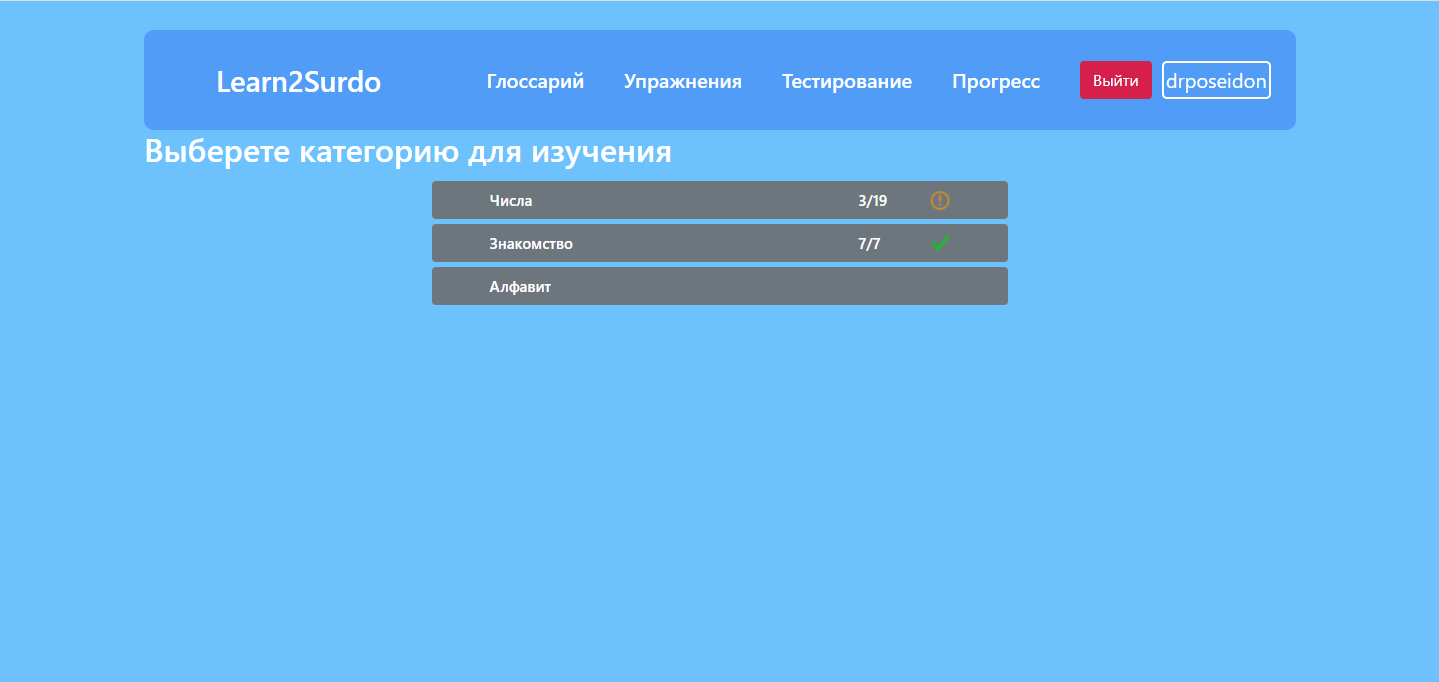 Learn2Surdo Глоссарий Упражнения Тестирование Прогресс Выйти drposeidon
Выберете категорию для изучения
Числа 3/19
Знакомство 7/7
Алфавит